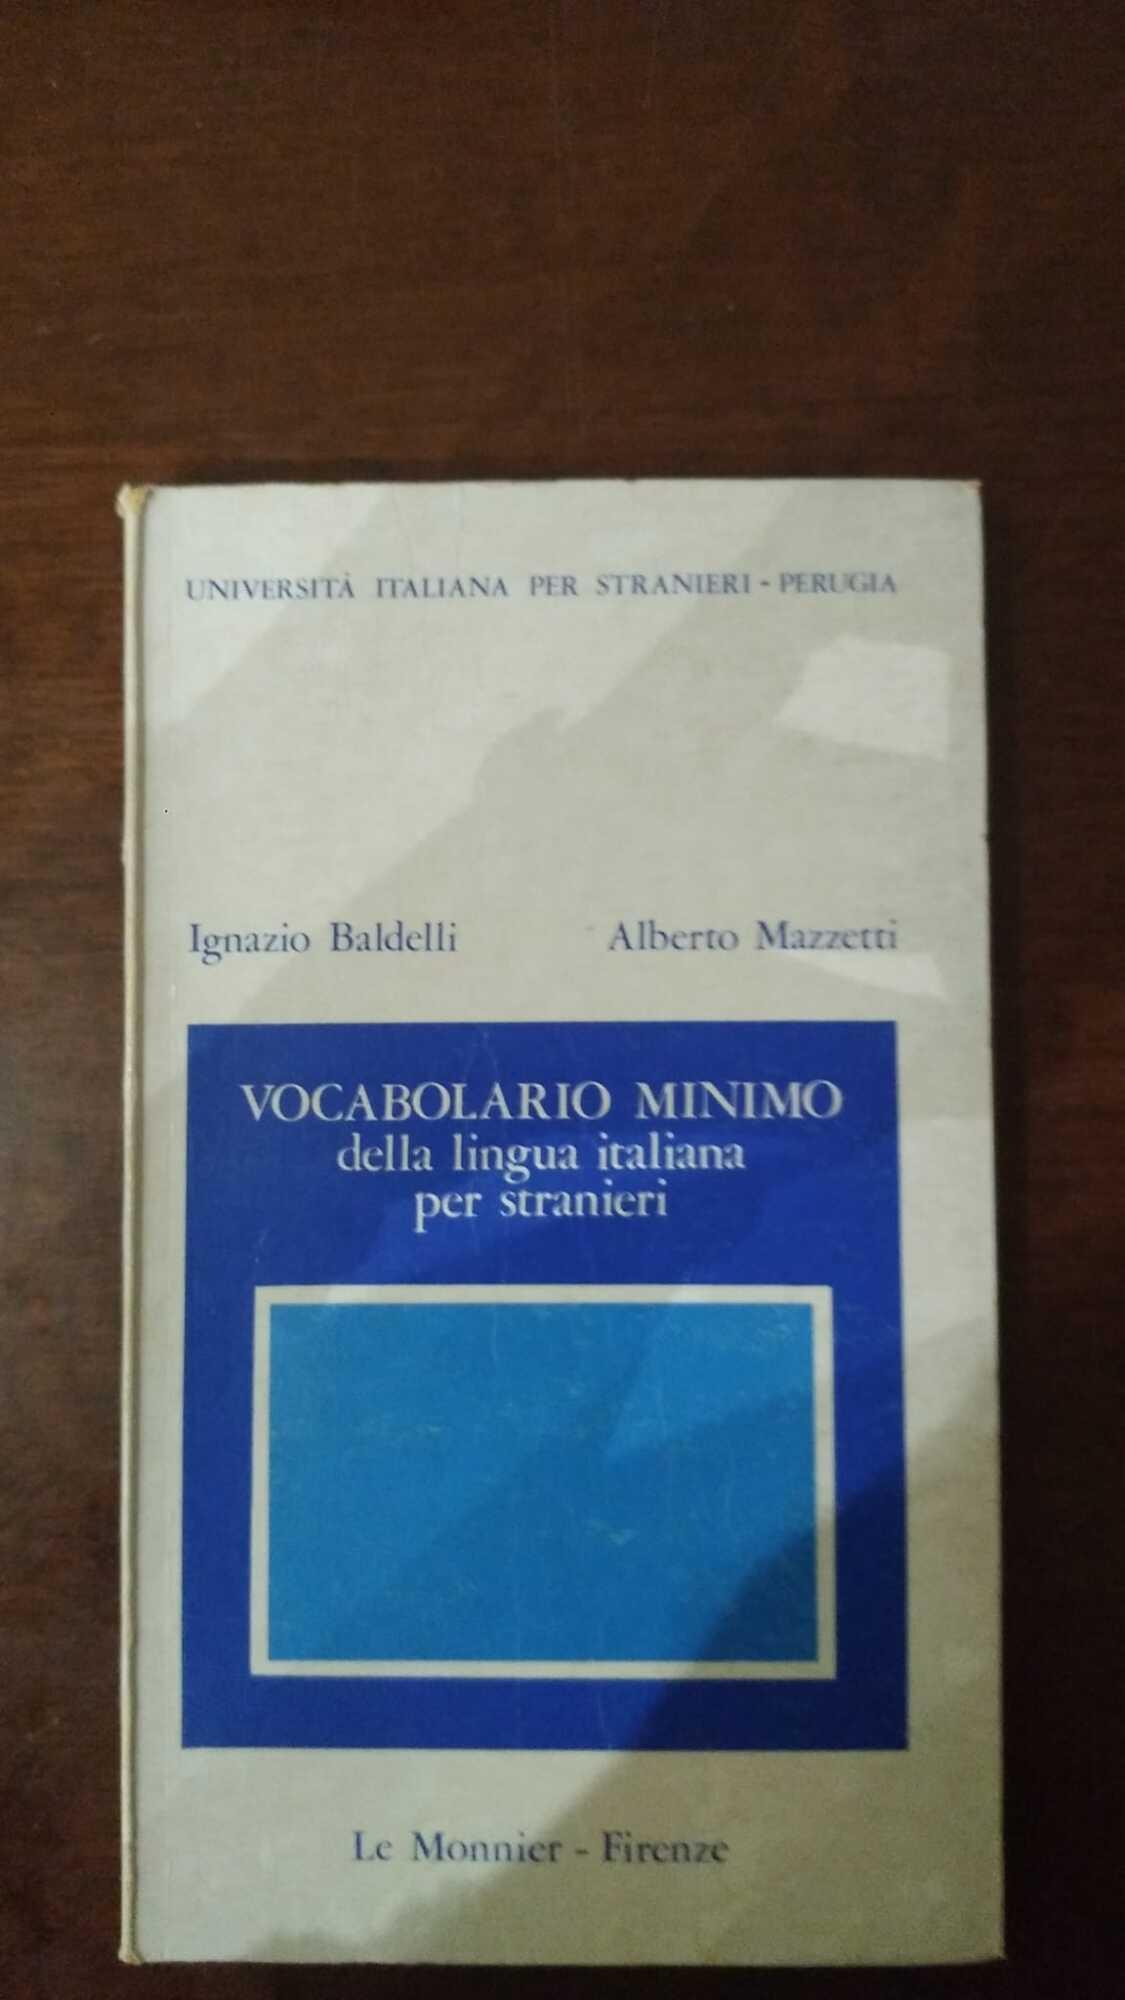 UNIVERSITÀ ITALIANA PER STRANIERI - PERUGIA
Ignazio Baldelli Alberto Mazzetti
VOCABOLARIO MINIMO
della lingua italiana
per stranieri
Le Monnier - Firenze